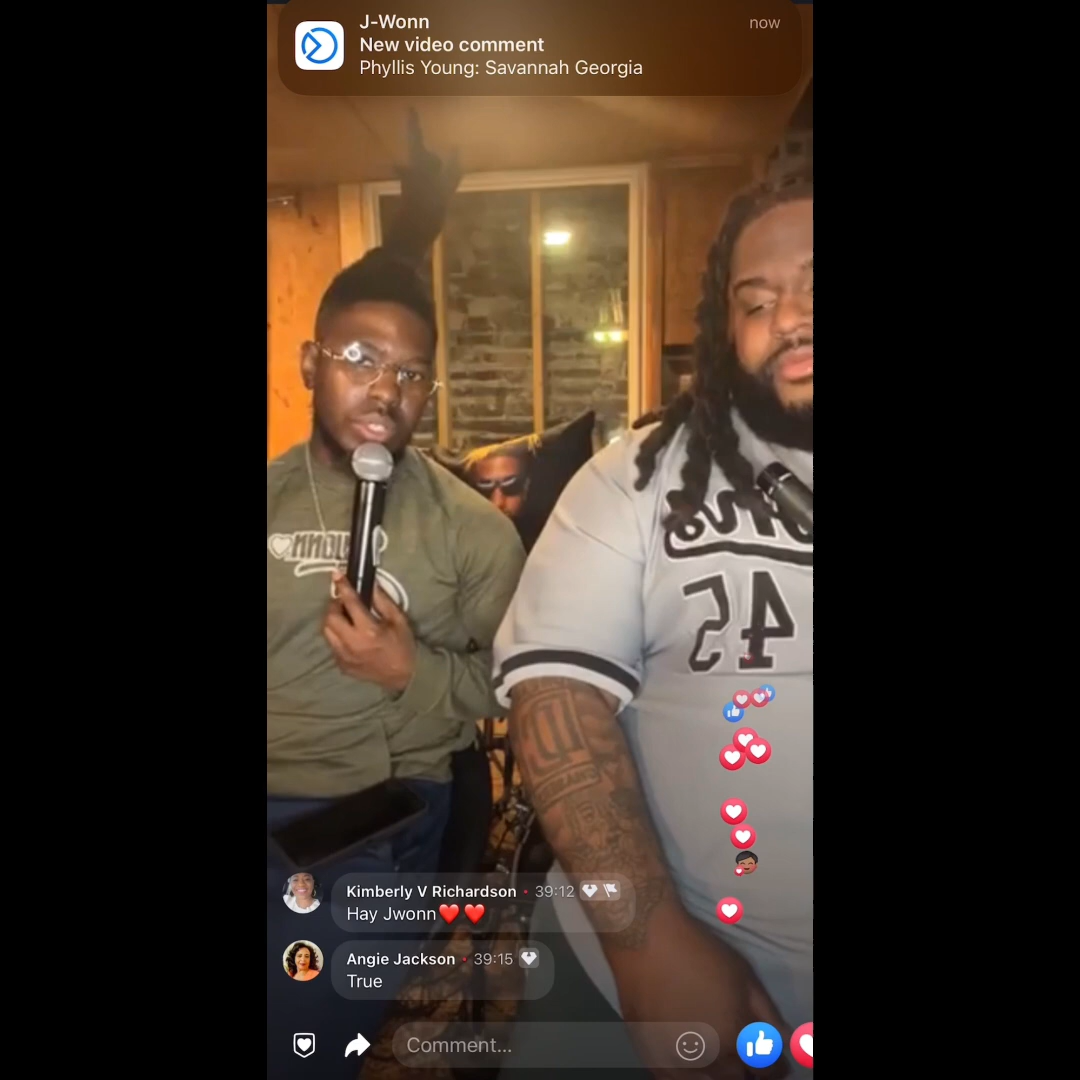 J-Wonn
now
New video comment
Phyllis Young: Savannah Georgia
45
Kimberly V Richardson • 39:12
Hay Jwonn❤️❤️
Angie Jackson • 39:15
True
Comment...